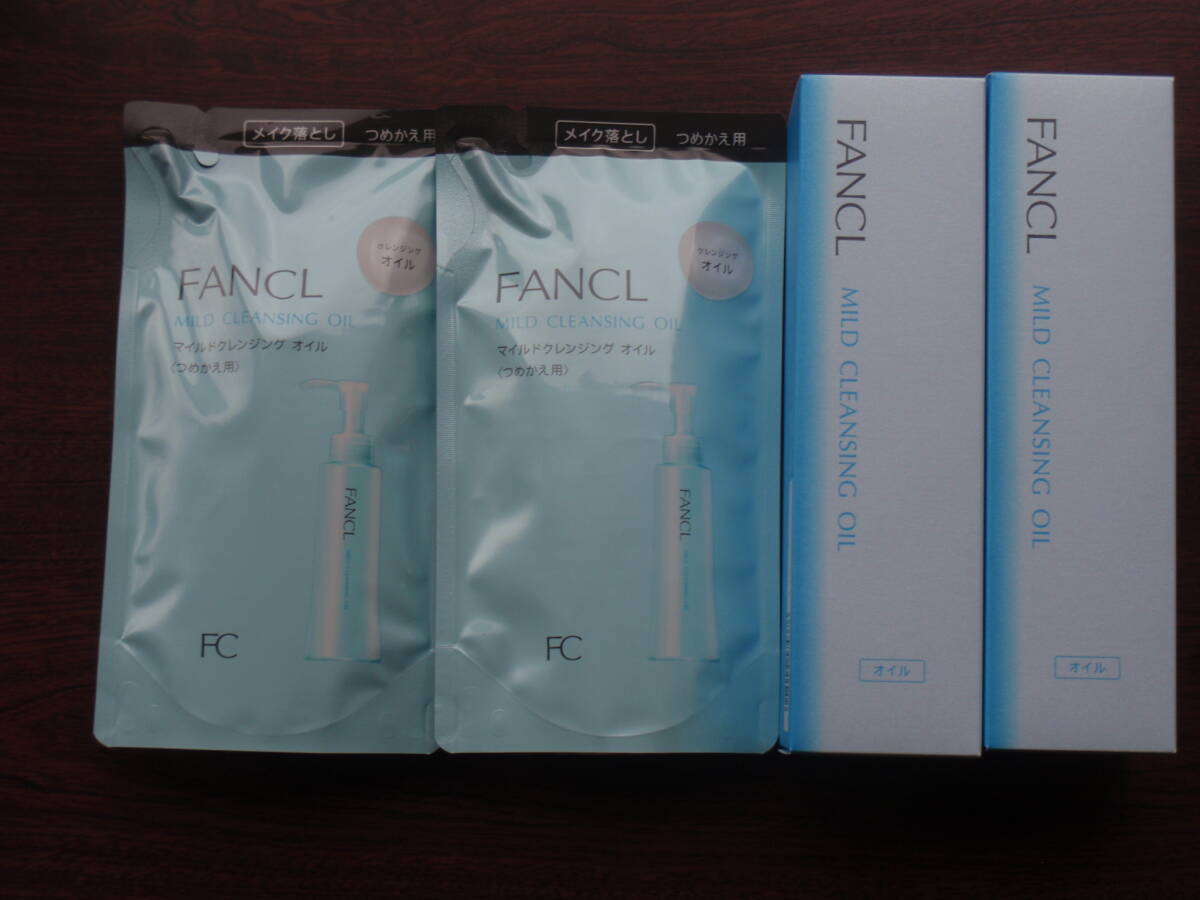 メイク落とし つめかえ用
クレンジング
オイル
FANCL
MILD CLEANSING OIL
マイルドクレンジング オイル
〈つめかえ用〉
FANCL
FC
メイク落とし つめかえ用
クレンジング
オイル
FANCL
MILD CLEANSING OIL
マイルドクレンジング オイル
〈つめかえ用〉
FANCL
FC
FANCL MILD CLEANSING OIL
オイル
FANCL MILD CLEANSING OIL
オイル